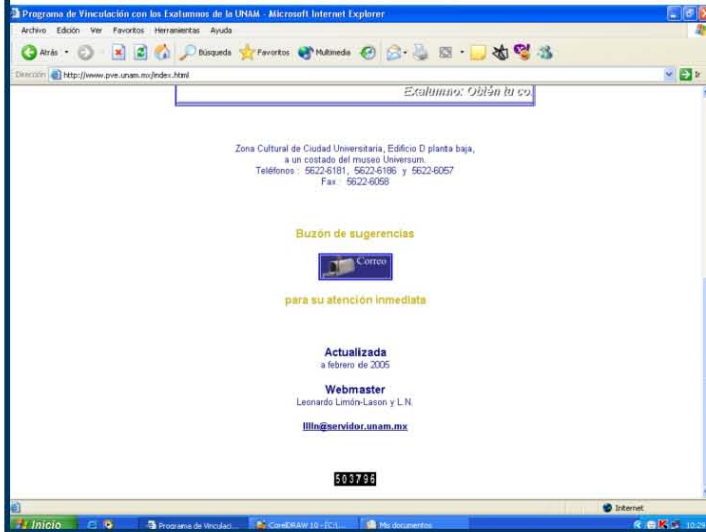 Programa de Vinculación con los Exalumnos de la UNAM - Microsoft Internet Explorer
Archivo Edición Ver Favoritos Herramientas Ayuda
Atrás Búsqueda Favoritos Multimedia
Dirección http://www.pve.unam.mx/index.html
Exalumno: Obtén tu co
Zona Cultural de Ciudad Universitaria, Edificio D planta baja,
a un costado del museo Universum.
Teléfonos : 5622-6181, 5622-6186 y 5622-6057
Fax : 5622-6058
Buzón de sugerencias
Correo
para su atención inmediata
Actualizada
a febrero de 2005
Webmaster
Leonardo Limón-Lason y L.N.
lllln@servidor.unam.mx
503796
Internet
Inicio Programa de Vinculaci... CorelDRAW 10 - [C:\... Mis documentos 10:29